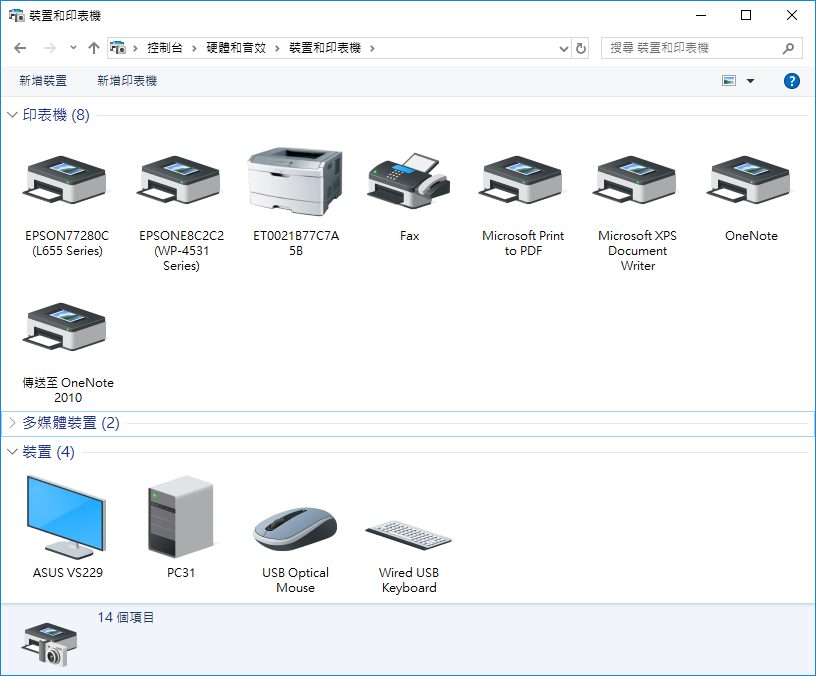 裝置和印表機
控制台 › 硬體和音效 › 裝置和印表機 ›
搜尋 裝置和印表機
新增裝置 新增印表機
?
印表機 (8)
EPSON77280C
(L655 Series)
EPSONE8C2C2
(WP-4531
Series)
ET0021B77C7A
5B
Fax
Microsoft Print
to PDF
Microsoft XPS
Document
Writer
OneNote
傳送至 OneNote
2010
多媒體裝置 (2)
裝置 (4)
ASUS VS229
PC31
USB Optical
Mouse
Wired USB
Keyboard
14 個項目